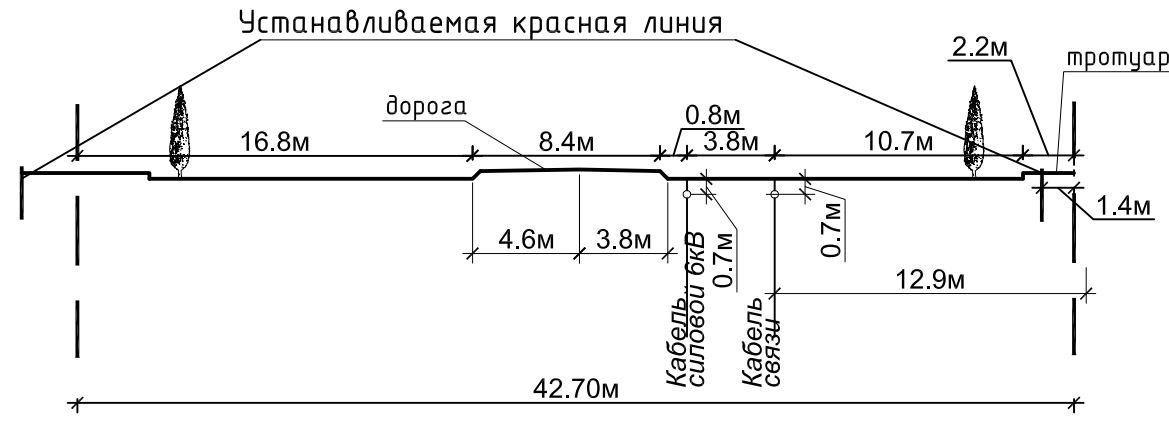 Устанавливаемая красная линия
2.2м
тротуар
дорога
0.8м
16.8м
8.4м
3.8м
10.7м
1.4м
4.6м
3.8м
0.7м
0.7м
12.9м
Кабель
силовой 6кВ
Кабель
связи
42.70м